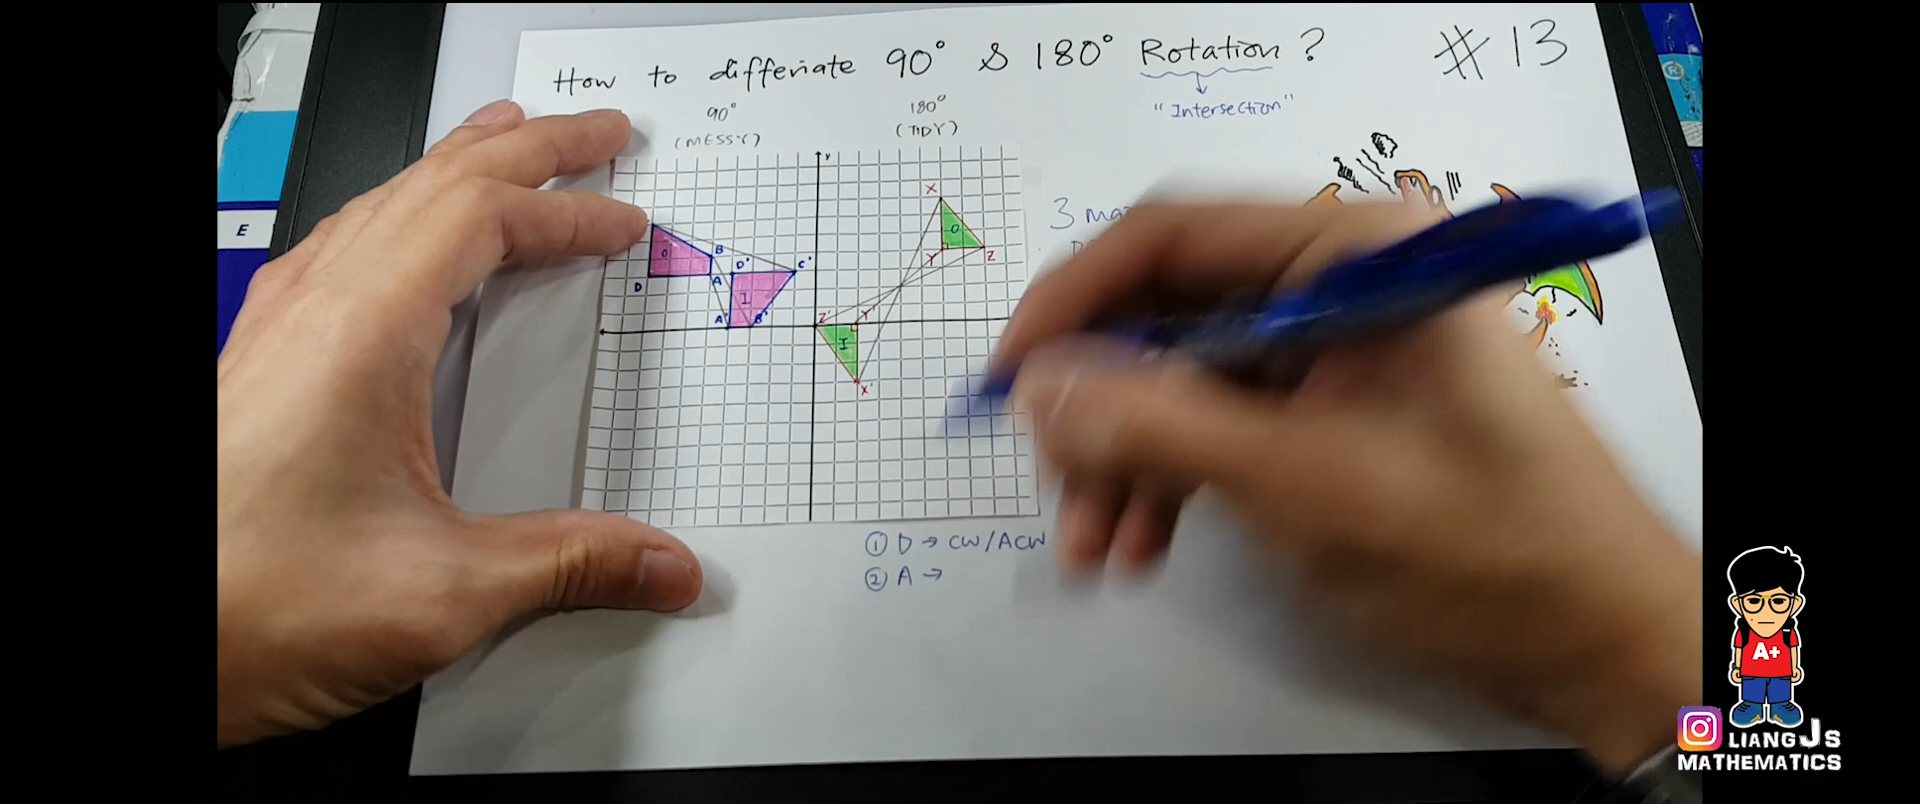 How to differiate 90° & 180° Rotation ?
# 13
"Intersection"
90°
(MESSY)
180°
(TIDY)
y
X
O
Y
Z
B
O
D
A
D'
C'
I
A'
B'
Z'
Y'
I
X'
3
① D → CW/ACW
② A →
E
®
A+
LIANGJS
MATHEMATICS